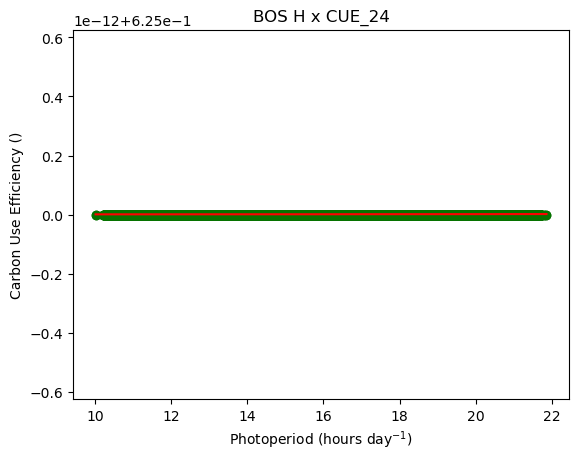 BOS H x CUE_24
1e-12+6.25e-1
0.6
0.4
0.2
0.0
−0.2
−0.4
−0.6
Carbon Use Efficiency ()
10 12 14 16 18 20 22
Photoperiod (hours day⁻¹)